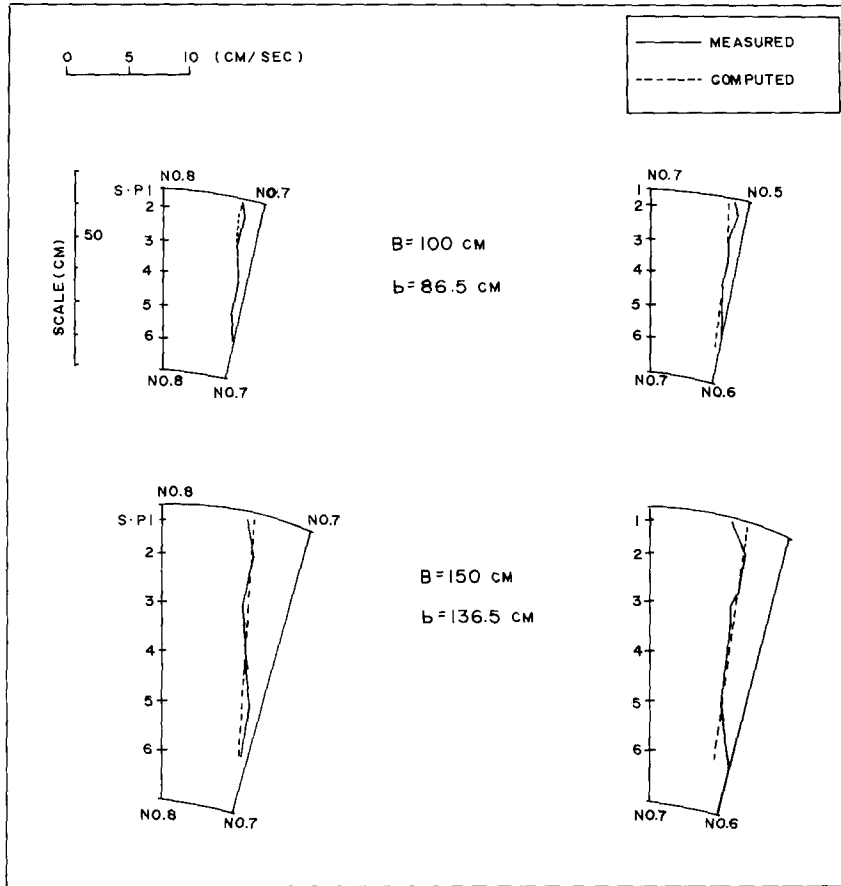 0 5 10 (CM/SEC)
MEASURED
COMPUTED
NO.8
NO.7
S·P1
2
3
4
5
6
NO.8
NO.7
50
SCALE(CM)
B=100 CM
b=86.5 CM
NO.7
NO.5
1
2
3
4
5
6
NO.7
NO.6
NO.8
NO.7
S·P1
2
3
4
5
6
NO.8
NO.7
B=150 CM
b=136.5 CM
1
2
3
4
5
6
NO.7
NO.6